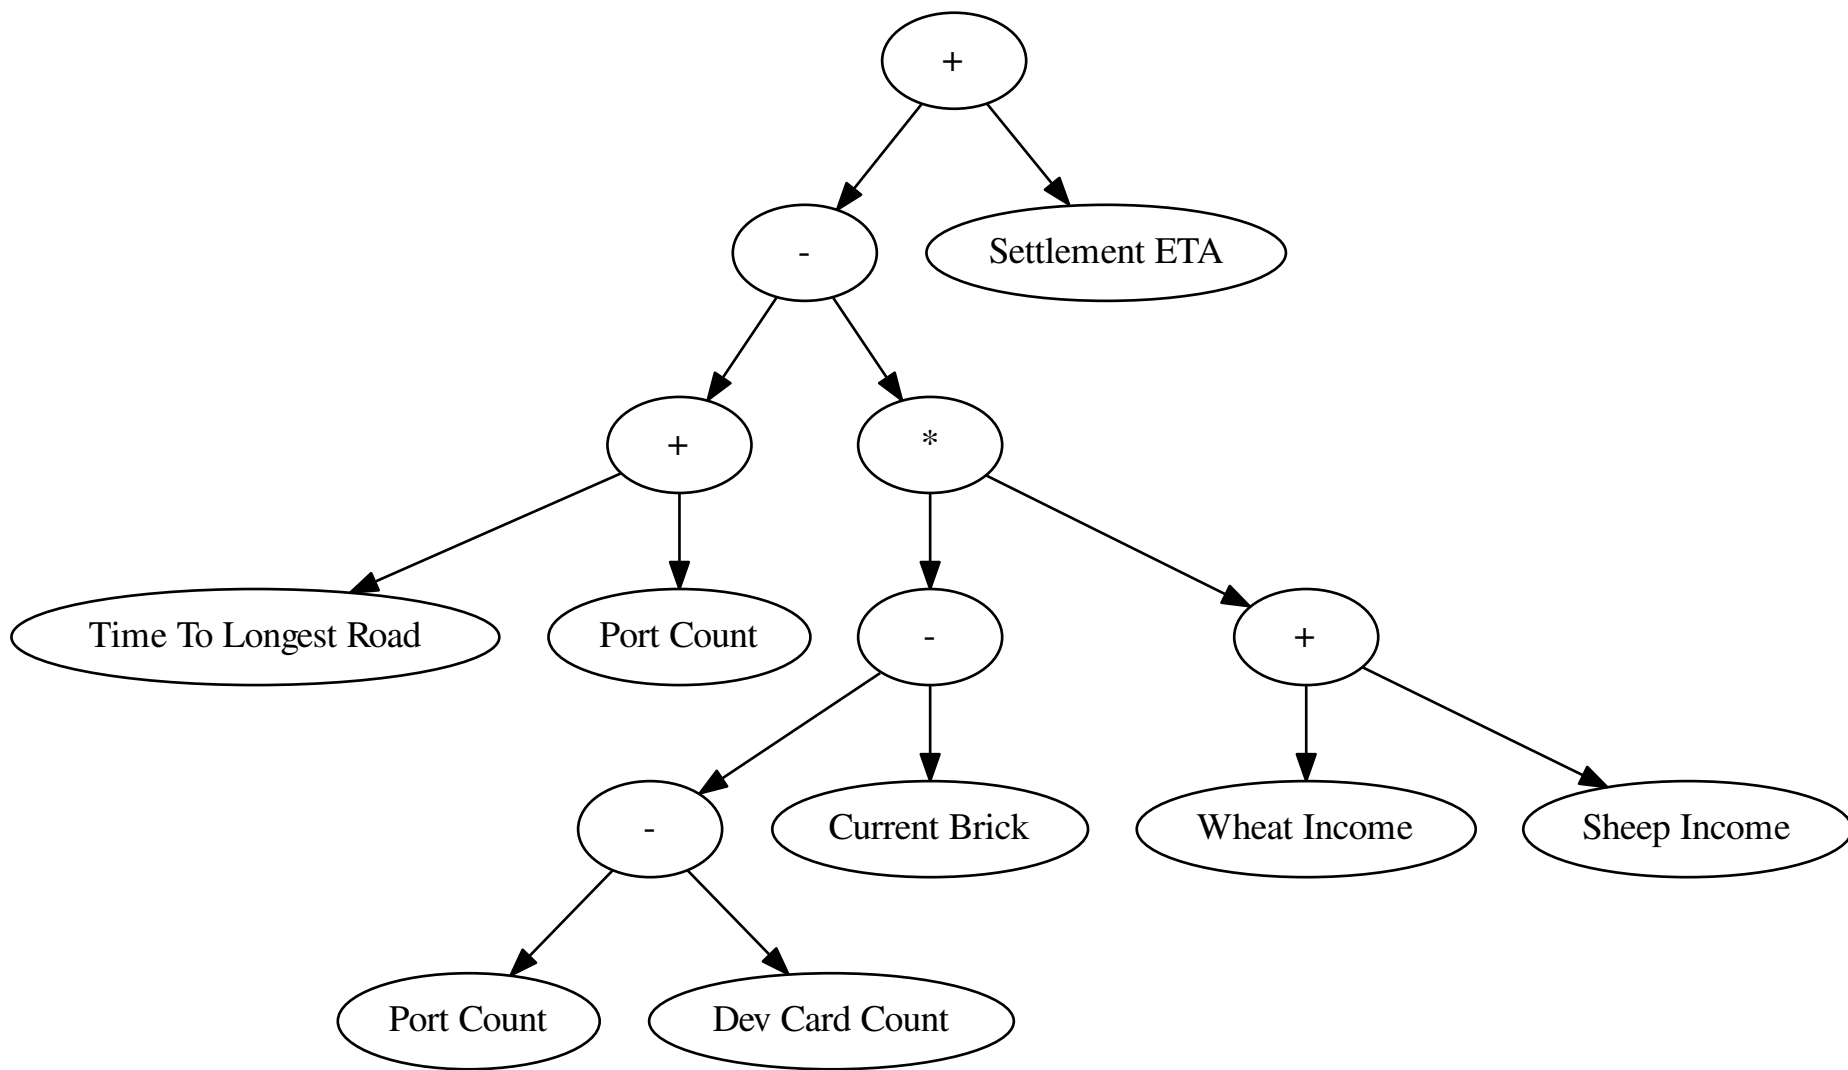 +
-
Settlement ETA
+
*
Time To Longest Road
Port Count
-
+
-
Current Brick
Wheat Income
Sheep Income
Port Count
Dev Card Count